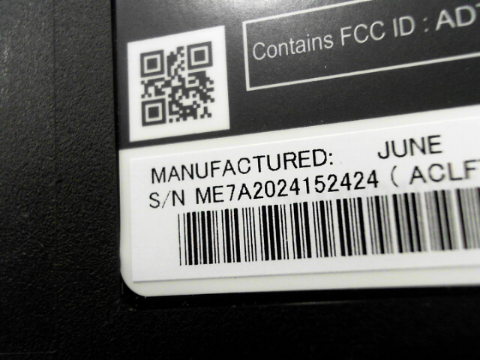 Contains FCC ID : AD
MANUFACTURED: JUNE
S/N ME7A2024152424 ( ACLF